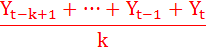 Y_{t−k+1} + ⋯ + Y_{t−1} + Y_t
k